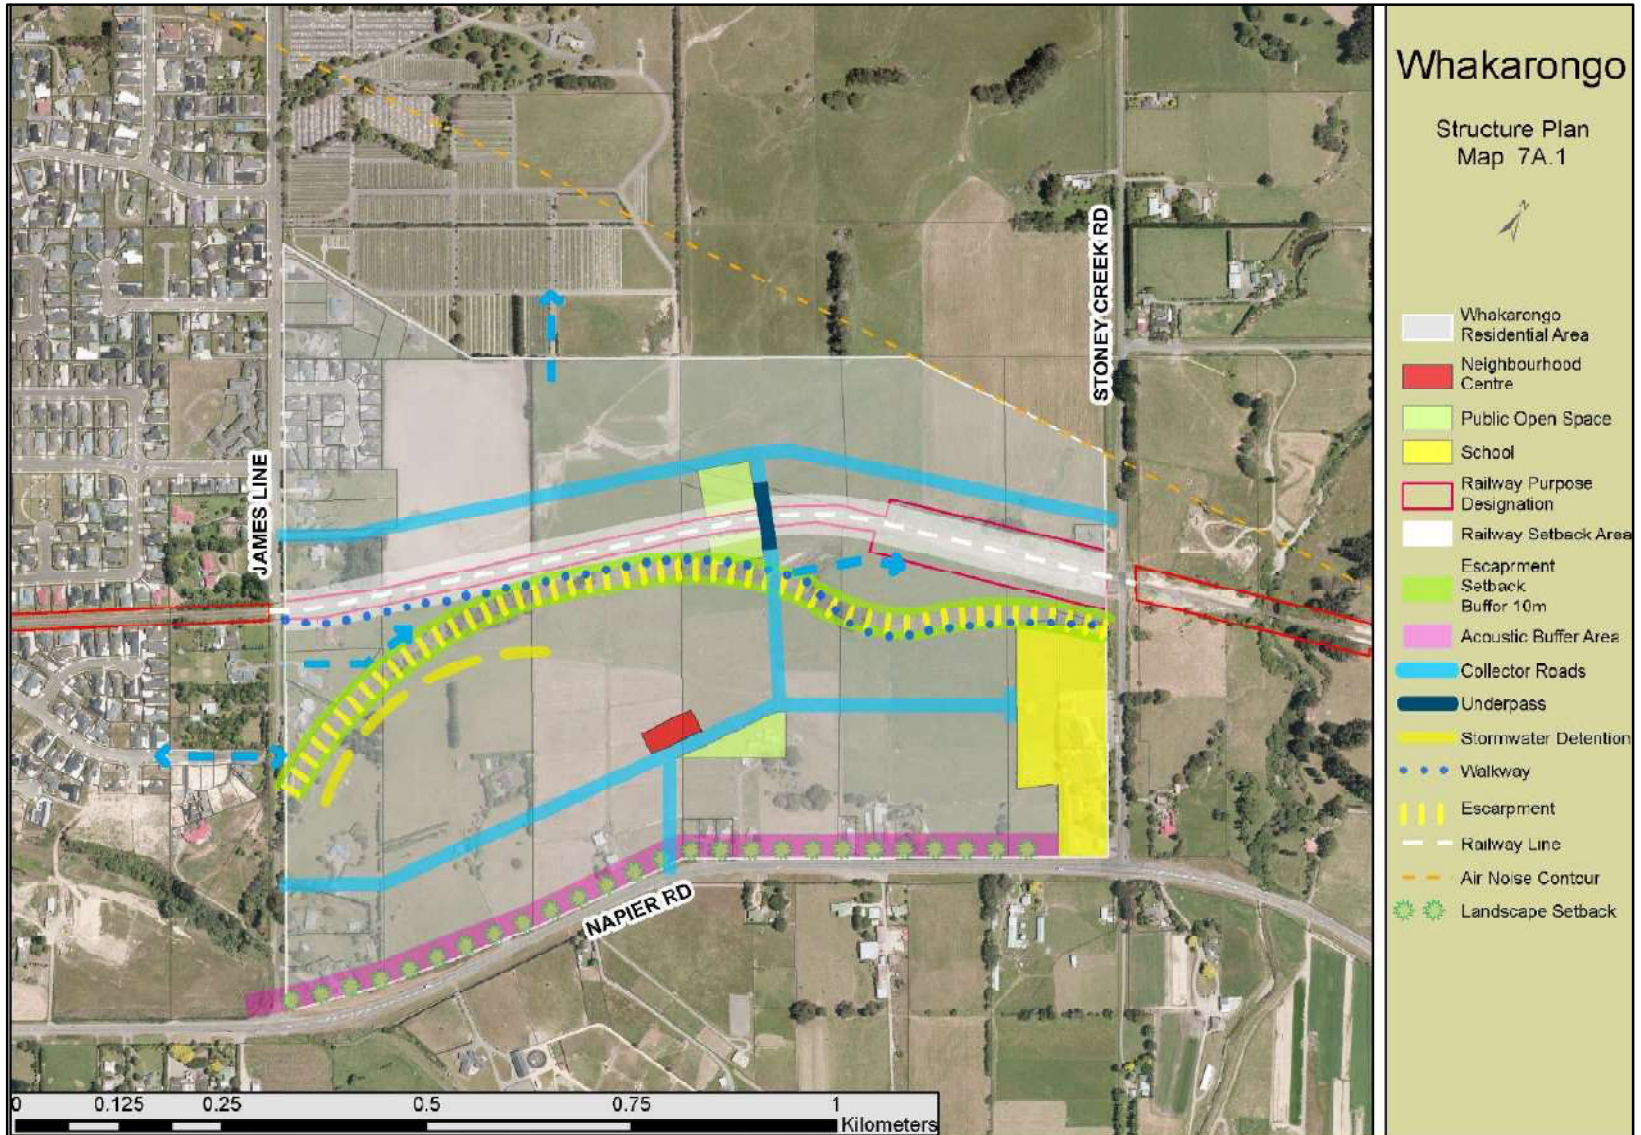 Whakarongo
Structure Plan
Map 7A.1
Whakarongo
Residential Area
Neighbourhood
Centre
Public Open Space
School
Railway Purpose
Designation
Railway Setback Area
Escaprment
Setback
Buffor 10m
Acoustic Buffer Area
Collector Roads
Underpass
Stormwater Detention
Walkway
Escarpment
Railway Line
Air Noise Contour
Landscape Setback
JAMES LINE
STONEY CREEK RD
NAPIER RD
0 0.125 0.25 0.5 0.75 1
Kilometers